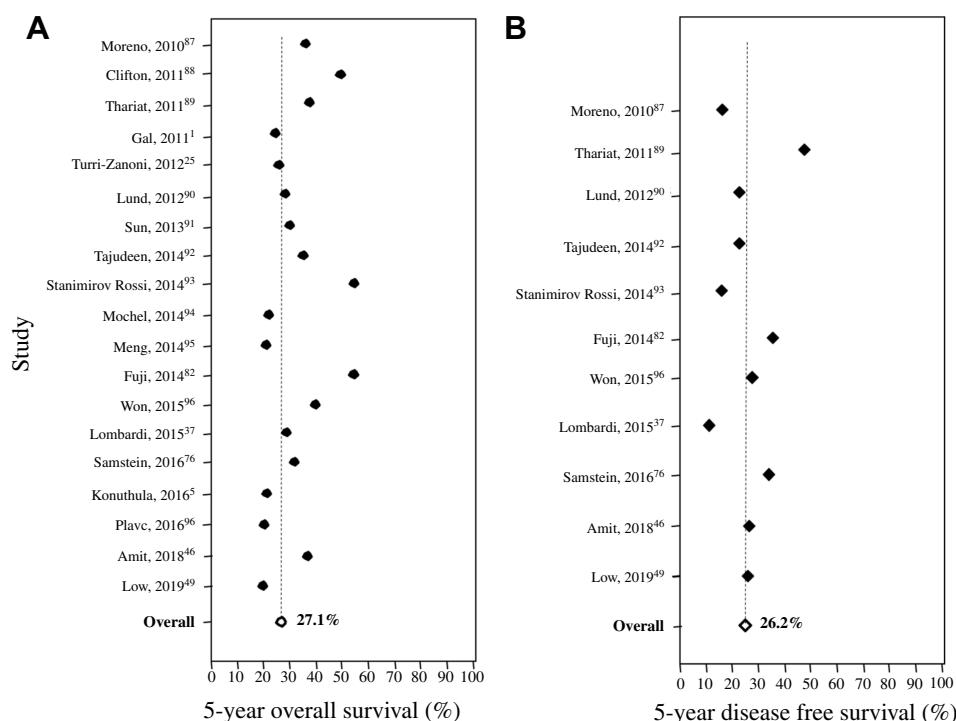 A
Moreno, 2010⁸⁷
Clifton, 2011⁸⁸
Thariat, 2011⁸⁹
Gal, 2011¹
Turri-Zanoni, 2012²⁵
Lund, 2012⁹⁰
Sun, 2013⁹¹
Tajudeen, 2014⁹²
Stanimirov Rossi, 2014⁹³
Mochel, 2014⁹⁴
Meng, 2014⁹⁵
Fuji, 2014⁸²
Won, 2015⁹⁶
Lombardi, 2015³⁷
Samstein, 2016⁷⁶
Konuthula, 2016⁵
Plavc, 2016⁹⁶
Amit, 2018⁴⁶
Low, 2019⁴⁹
Overall
27.1%
Study
0 10 20 30 40 50 60 70 80 90 100
5-year overall survival (%)
B
Moreno, 2010⁸⁷
Thariat, 2011⁸⁹
Lund, 2012⁹⁰
Tajudeen, 2014⁹²
Stanimirov Rossi, 2014⁹³
Fuji, 2014⁸²
Won, 2015⁹⁶
Lombardi, 2015³⁷
Samstein, 2016⁷⁶
Amit, 2018⁴⁶
Low, 2019⁴⁹
Overall
26.2%
0 10 20 30 40 50 60 70 80 90 100
5-year disease free survival (%)